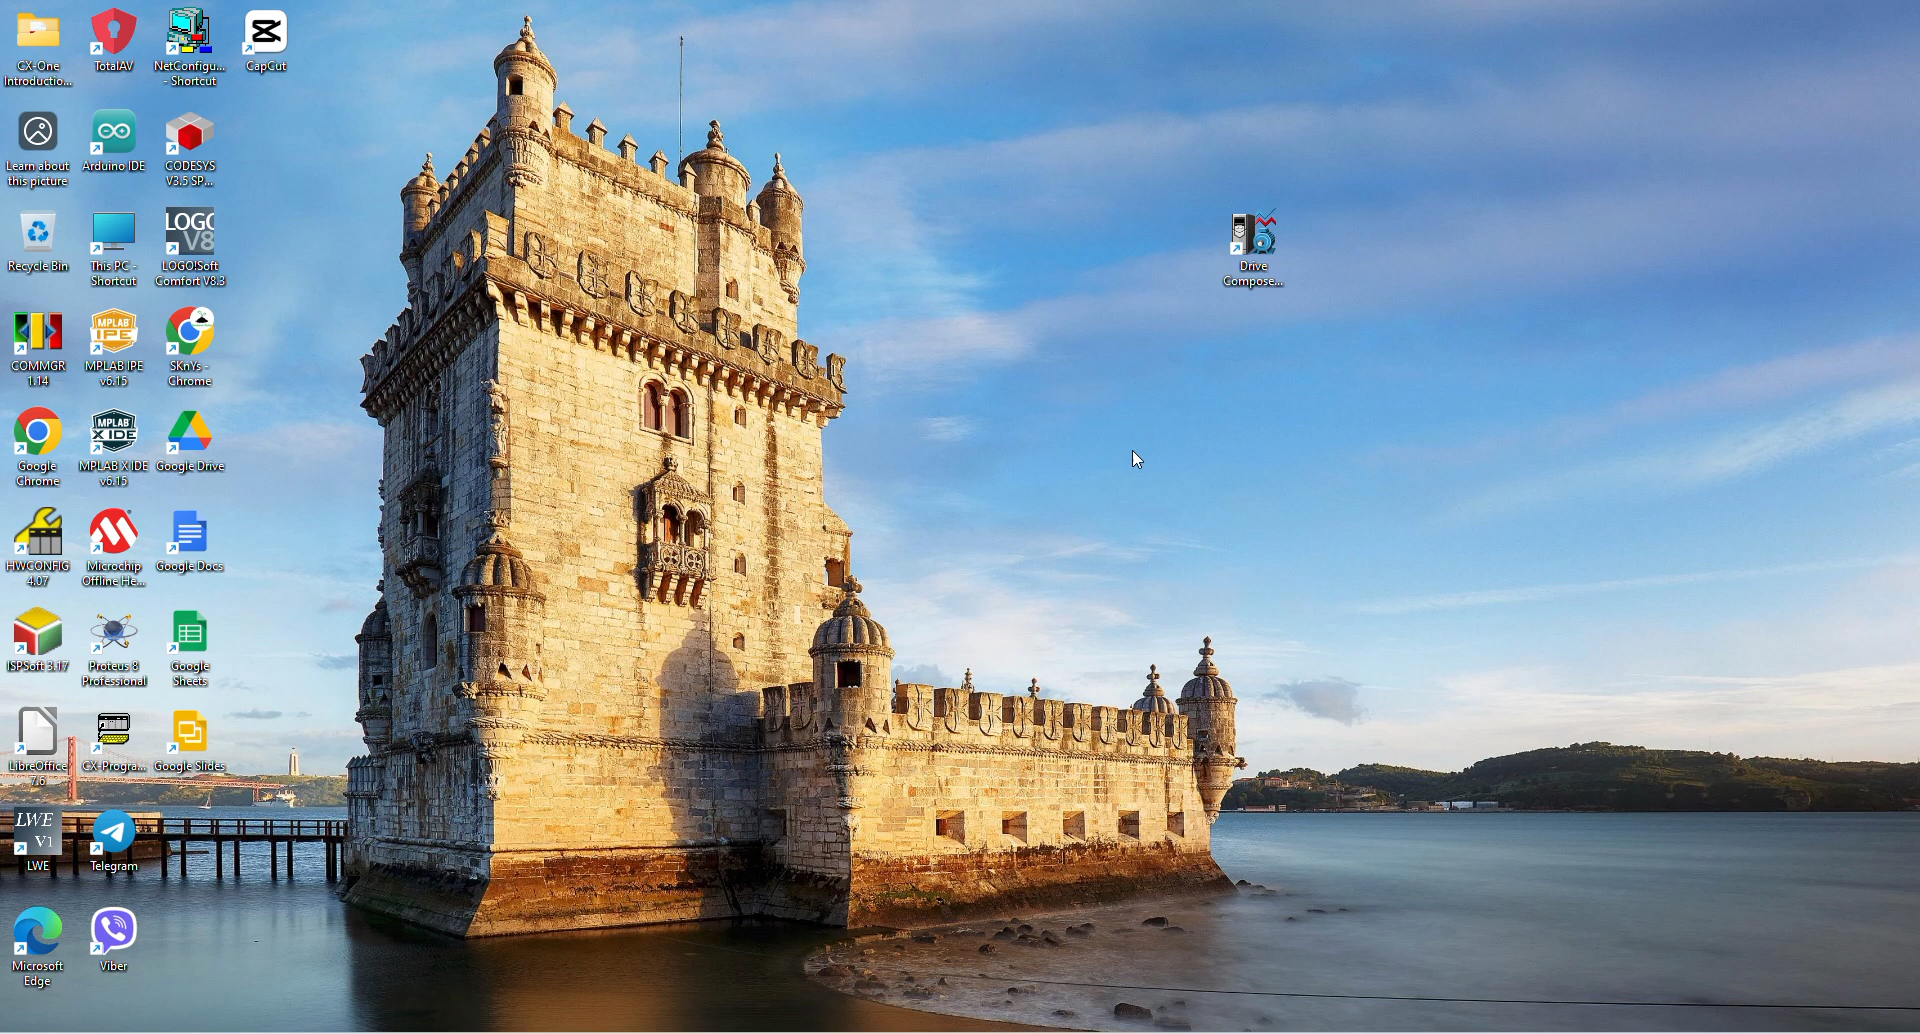 CX-One
Introductio...
TotalAV
NetConfigu...
- Shortcut
CapCut
Learn about
this picture
Arduino IDE
CODESYS
V3.5 SP...
Recycle Bin
This PC -
Shortcut
LOGO
V8
LOGO!Soft
Comfort V8.3
COMMGR
1.14
MPLAB
IPE
MPLAB IPE
v6.15
SKnYs -
Chrome
Google
Chrome
MPLAB
X IDE
MPLAB X IDE
v6.15
Google Drive
HWCONFIG
4.07
Microchip
Offline He...
Google Docs
ISPSoft 3.17
Proteus 8
Professional
Google
Sheets
LibreOffice
7.6
CX-Progra...
Google Slides
LWE
V1
LWE
Telegram
Microsoft
Edge
Viber
Drive
Compose...